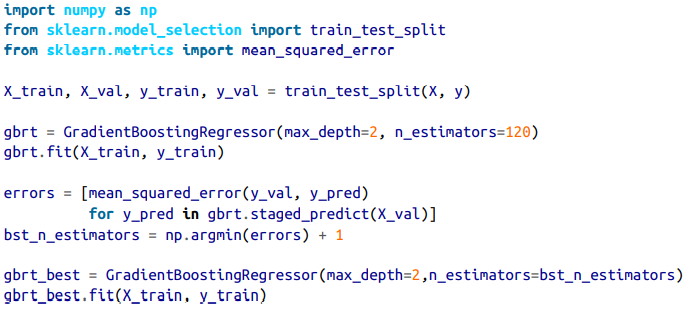 import numpy as np
from sklearn.model_selection import train_test_split
from sklearn.metrics import mean_squared_error
X_train, X_val, y_train, y_val = train_test_split(X, y)
gbrt = GradientBoostingRegressor(max_depth=2, n_estimators=120)
gbrt.fit(X_train, y_train)
errors = [mean_squared_error(y_val, y_pred)
          for y_pred in gbrt.staged_predict(X_val)]
bst_n_estimators = np.argmin(errors) + 1
gbrt_best = GradientBoostingRegressor(max_depth=2,n_estimators=bst_n_estimators)
gbrt_best.fit(X_train, y_train)